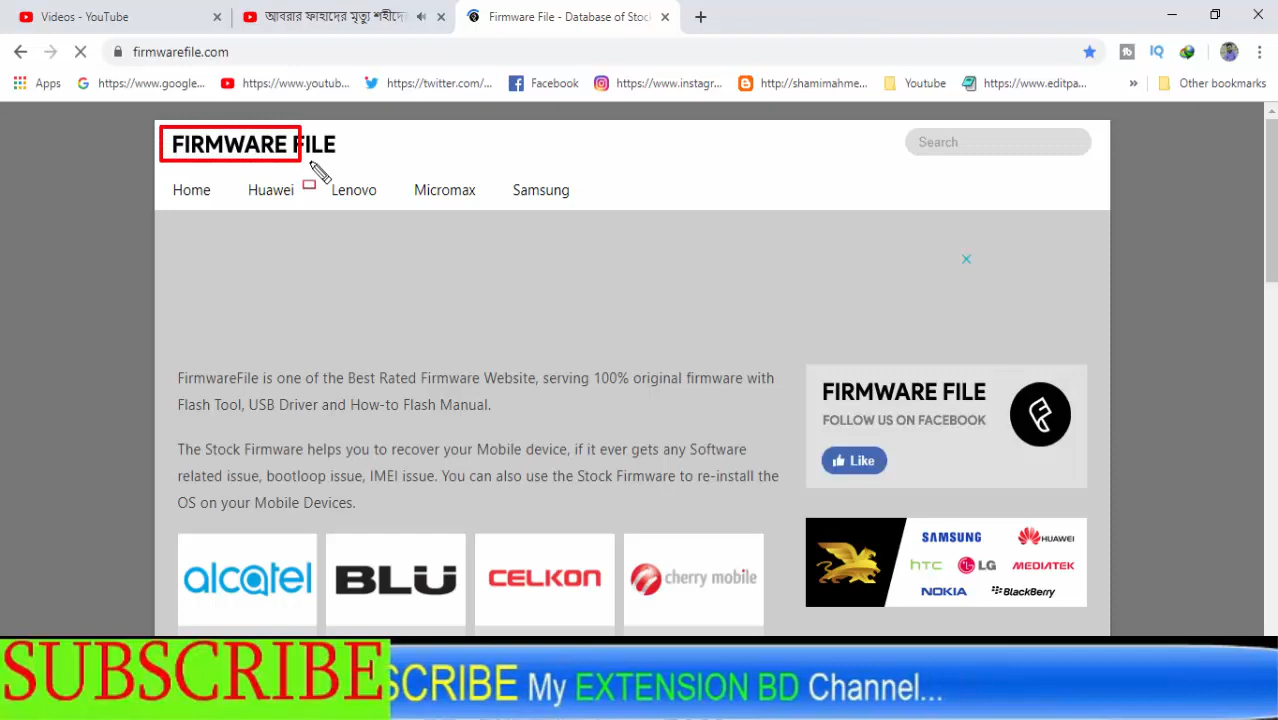 Videos - YouTube
আবরার ফাহাদের মৃত্যু শহীদে
Firmware File - Database of Stoc
firmwarefile.com
Apps
https://www.google...
https://www.youtub...
https://twitter.com/...
Facebook
https://www.instagr...
http://shamimahme...
Youtube
https://www.editpa...
Other bookmarks
FIRMWARE FILE
Search
Home
Huawei
Lenovo
Micromax
Samsung
FirmwareFile is one of the Best Rated Firmware Website, serving 100% original firmware with
Flash Tool, USB Driver and How-to Flash Manual.
The Stock Firmware helps you to recover your Mobile device, if it ever gets any Software
related issue, bootloop issue, IMEI issue. You can also use the Stock Firmware to re-install the
OS on your Mobile Devices.
FIRMWARE FILE
FOLLOW US ON FACEBOOK
Like
SAMSUNG
HUAWEI
hTC
LG
MEDIATEK
NOKIA
BlackBerry
alcatel
BLU
CELKON
cherry mobile
SUBSCRIBE
SCRIBE My EXTENSION BD Channel...